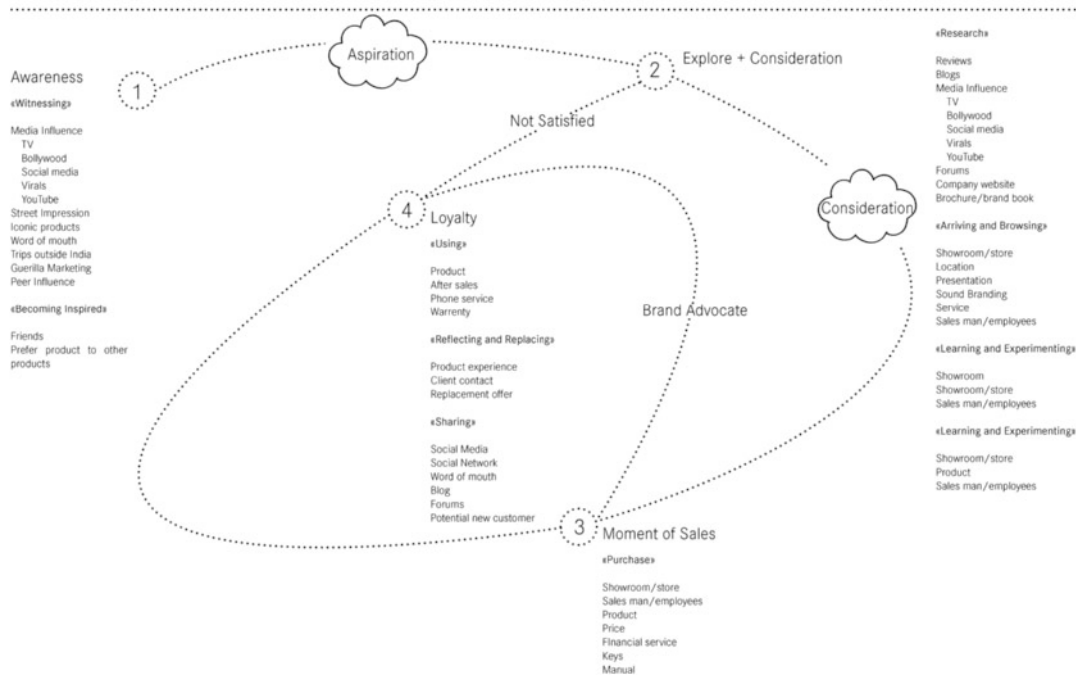 Awareness
«Witnessing»
Media Influence
TV
Bollywood
Social media
Virals
YouTube
Street Impression
Iconic products
Word of mouth
Trips outside India
Guerilla Marketing
Peer Influence
«Becoming Inspired»
Friends
Prefer product to other
products
1
Aspiration
2
Explore + Consideration
Not Satisfied
Consideration
4
Loyalty
«Using»
Product
After sales
Phone service
Warrenty
«Reflecting and Replacing»
Product experience
Client contact
Replacement offer
«Sharing»
Social Media
Social Network
Word of mouth
Blog
Forums
Potential new customer
Brand Advocate
3
Moment of Sales
«Purchase»
Showroom/store
Sales man/employees
Product
Price
FInancial service
Keys
Manual
«Research»
Reviews
Blogs
Media Influence
TV
Bollywood
Social media
Virals
YouTube
Forums
Company website
Brochure/brand book
«Arriving and Browsing»
Showroom/store
Location
Presentation
Sound Branding
Service
Sales man/employees
«Learning and Experimenting»
Showroom
Showroom/store
Sales man/employees
«Learning and Experimenting»
Showroom/store
Product
Sales man/employees